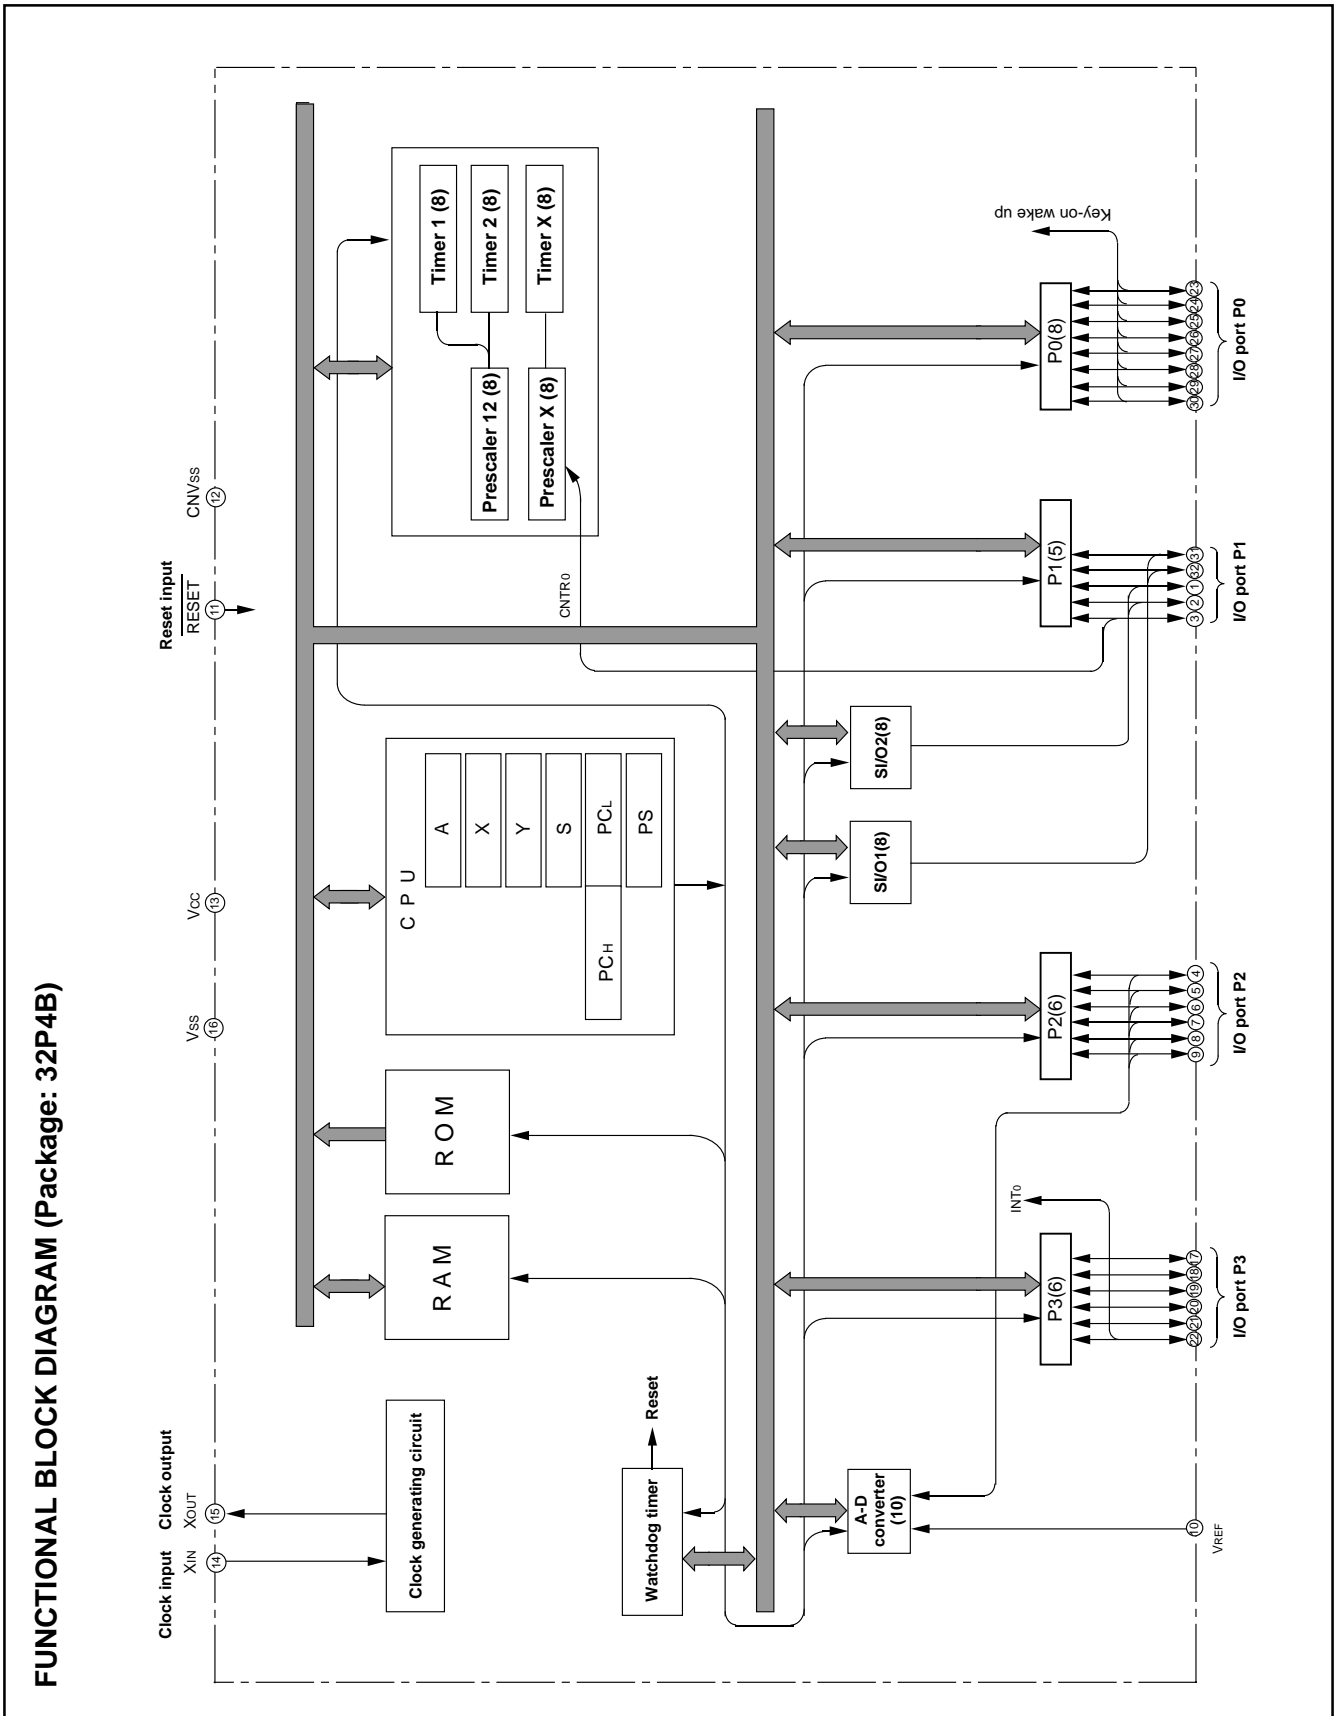 FUNCTIONAL BLOCK DIAGRAM (Package: 32P4B)
Clock input
XIN
14
Clock output
XOUT
15
VSS
16
VCC
13
Reset input
RESET
11
CNVSS
12
Clock generating circuit
RAM
ROM
CPU
A
X
Y
S
PCH
PCL
PS
Timer 1 (8)
Prescaler 12 (8)
Timer 2 (8)
Prescaler X (8)
Timer X (8)
CNTR0
Watchdog timer
Reset
A-D
converter
(10)
SI/O1(8)
SI/O2(8)
INT0
Key-on wake up
P3(6)
P2(6)
P1(5)
P0(8)
10
VREF
22 21 20 19 18 17
I/O port P3
9 8 7 6 5 4
I/O port P2
3 2 1 32 31
I/O port P1
30 29 28 27 26 25 24 23
I/O port P0